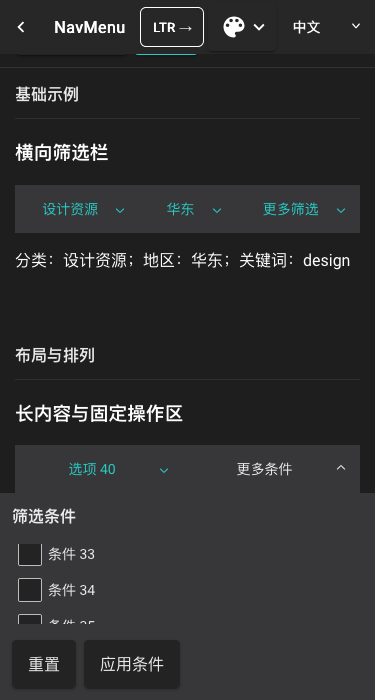 NavMenu LTR → 中文
基础示例
横向筛选栏
设计资源 华东 更多筛选
分类：设计资源；地区：华东；关键词：design
布局与排列
长内容与固定操作区
选项 40 更多条件
筛选条件
条件 33
条件 34
条件 35
重置 应用条件